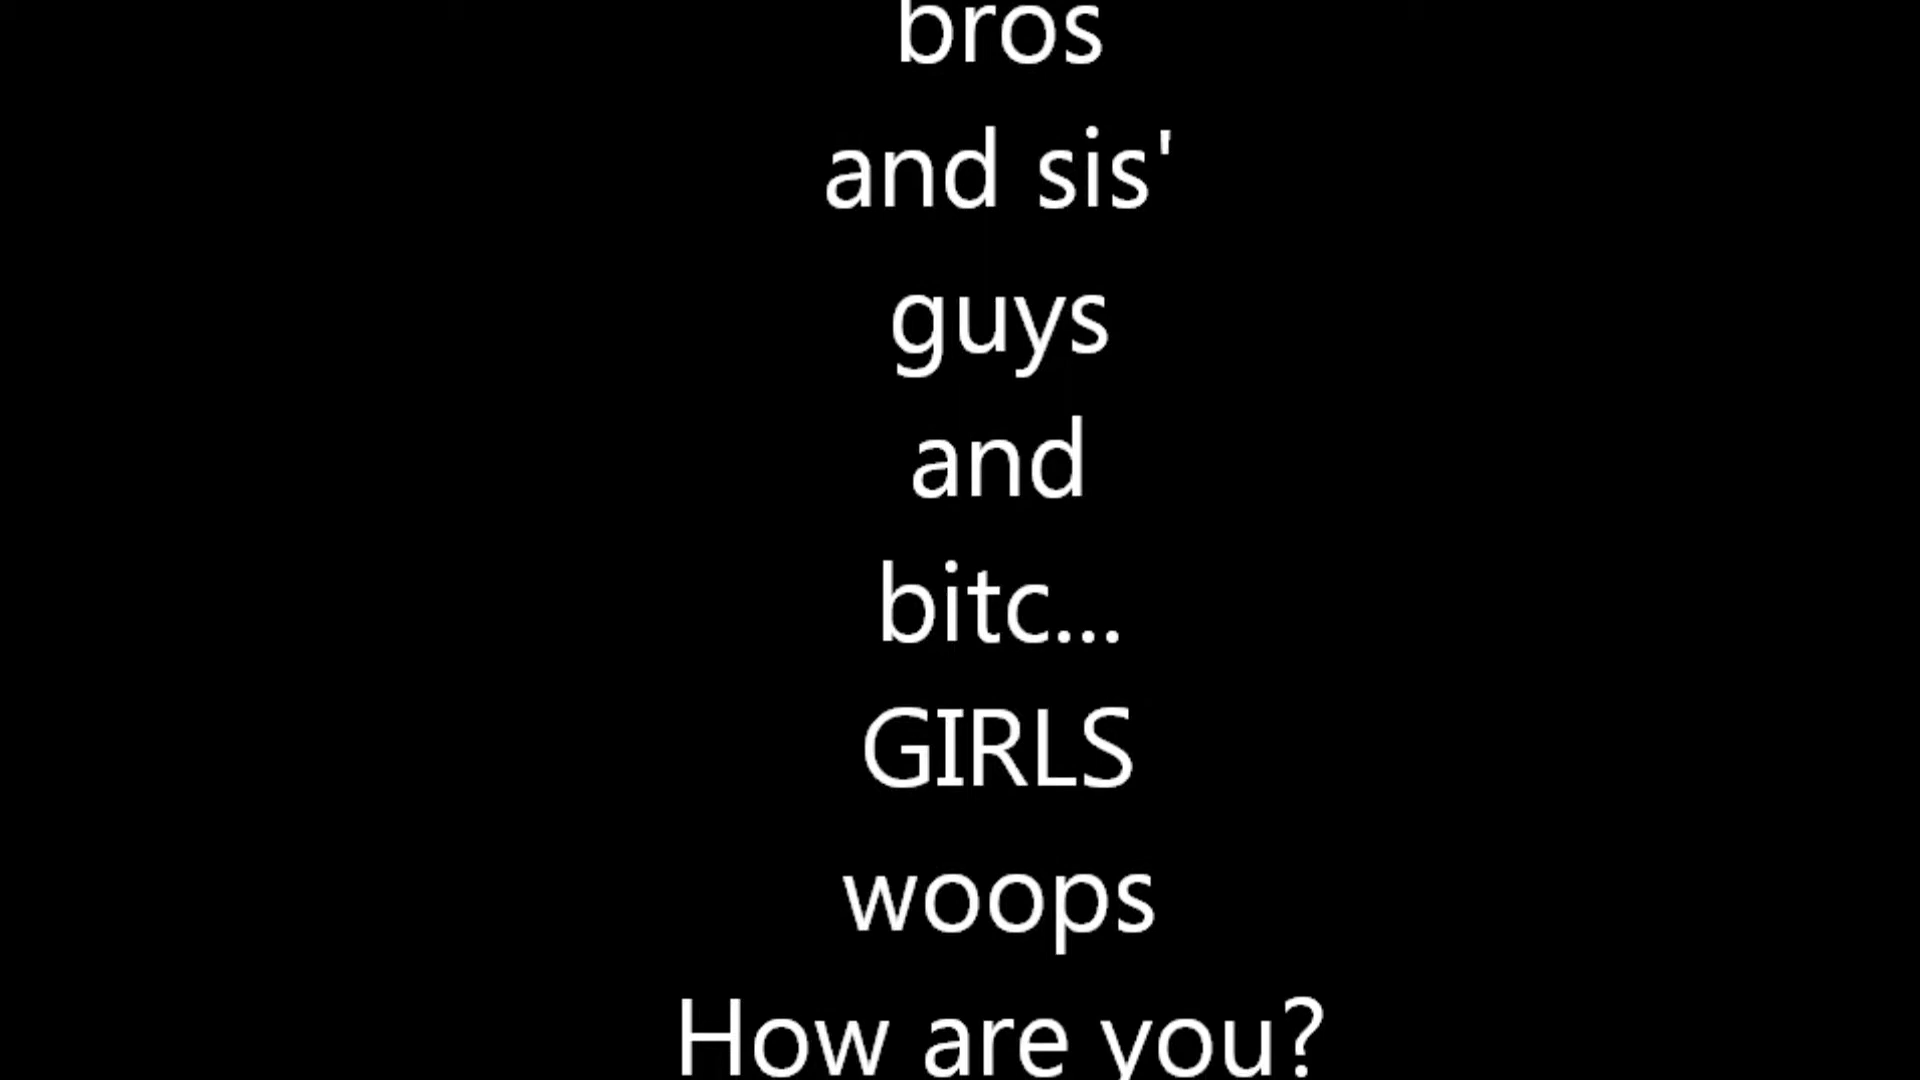 bros
and sis'
guys
and
bitc...
GIRLS
woops
How are you?